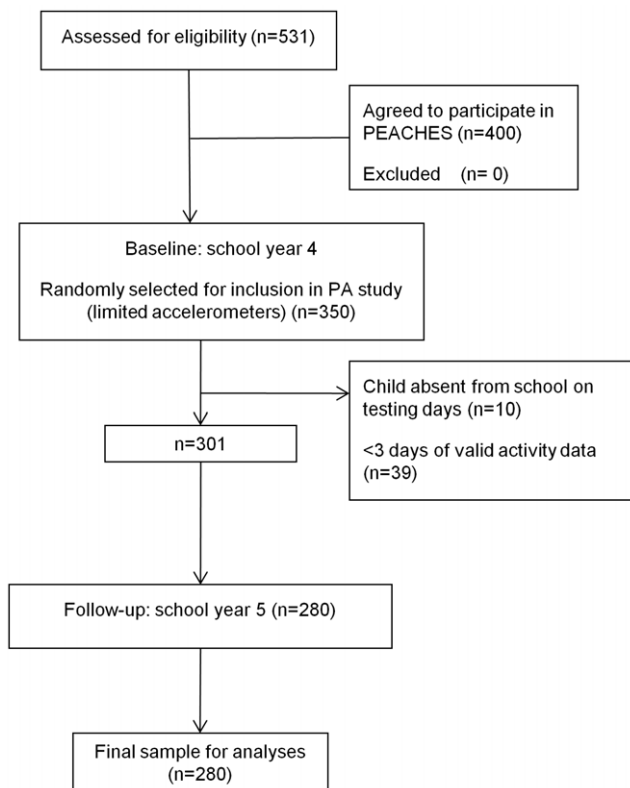 Assessed for eligibility (n=531)
Agreed to participate in
PEACHES (n=400)
Excluded (n= 0)
Baseline: school year 4
Randomly selected for inclusion in PA study
(limited accelerometers) (n=350)
Child absent from school on
testing days (n=10)
<3 days of valid activity data
(n=39)
n=301
Follow-up: school year 5 (n=280)
Final sample for analyses
(n=280)